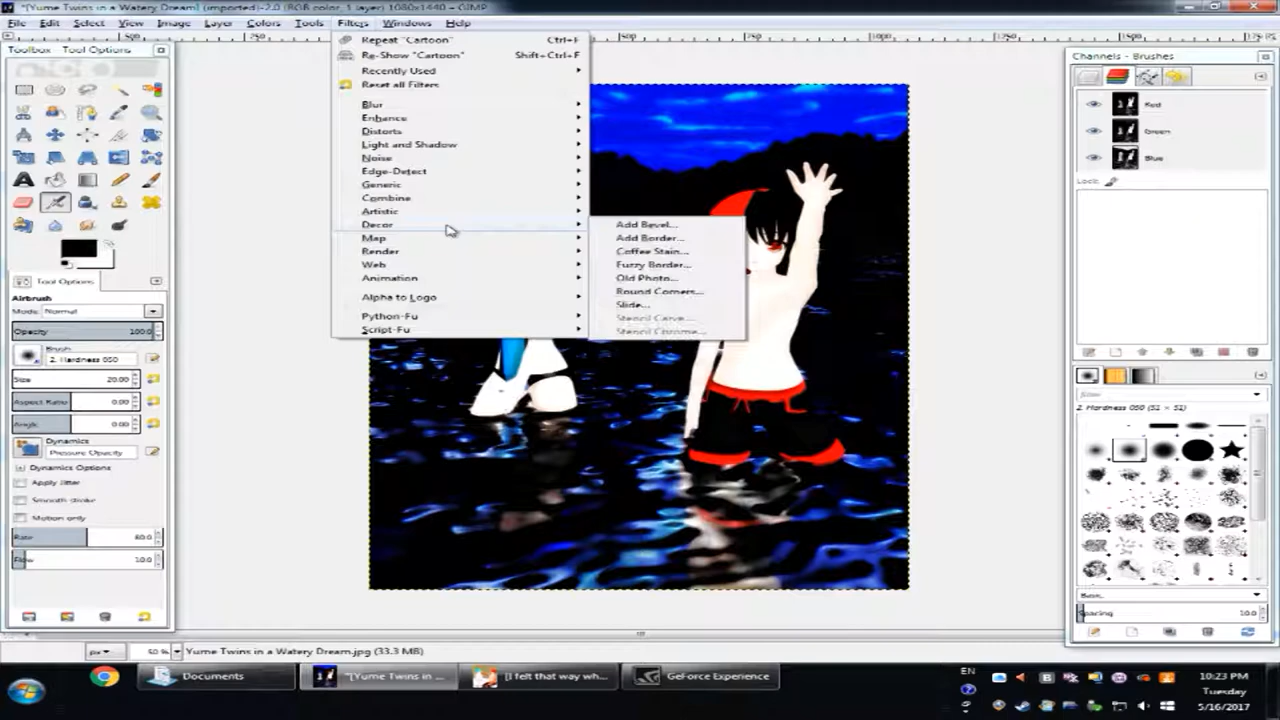 *[Yume Twins in a Watery Dream] (imported)-2.0 (RGB color, 1 layer) 1080x1440 – GIMP
File Edit Select View Image Layer Colors Tools Filters Windows Help
Toolbox - Tool Options
500
250
500
750
1000
1500
1750
Repeat "Cartoon" Ctrl+F
Re-Show "Cartoon" Shift+Ctrl+F
Recently Used
Reset all Filters
Blur
Enhance
Distorts
Light and Shadow
Noise
Edge-Detect
Generic
Combine
Artistic
Decor
Map
Render
Web
Animation
Alpha to Logo
Python-Fu
Script-Fu
Add Bevel...
Add Border...
Coffee Stain...
Fuzzy Border...
Old Photo...
Round Corners...
Slide...
Stencil Carve...
Stencil Chrome...
Tool Options
Airbrush
Mode: Normal
Opacity 100.0
Brush
2. Hardness 050
Size 20.00
Aspect Ratio 0.00
Angle 0.00
Dynamics
Pressure Opacity
Dynamics Options
Apply Jitter
Smooth stroke
Motion only
Rate 80.0
Flow 10.0
Channels - Brushes
Red
Green
Blue
Lock:
filter
2. Hardness 050 (51 × 51)
Basic,
Spacing 10.0
px 50 % Yume Twins in a Watery Dream.jpg (33.3 MB)
Documents
*[Yume Twins in ...
[I felt that way wh...
GeForce Experience
EN
10:23 PM
Tuesday
5/16/2017